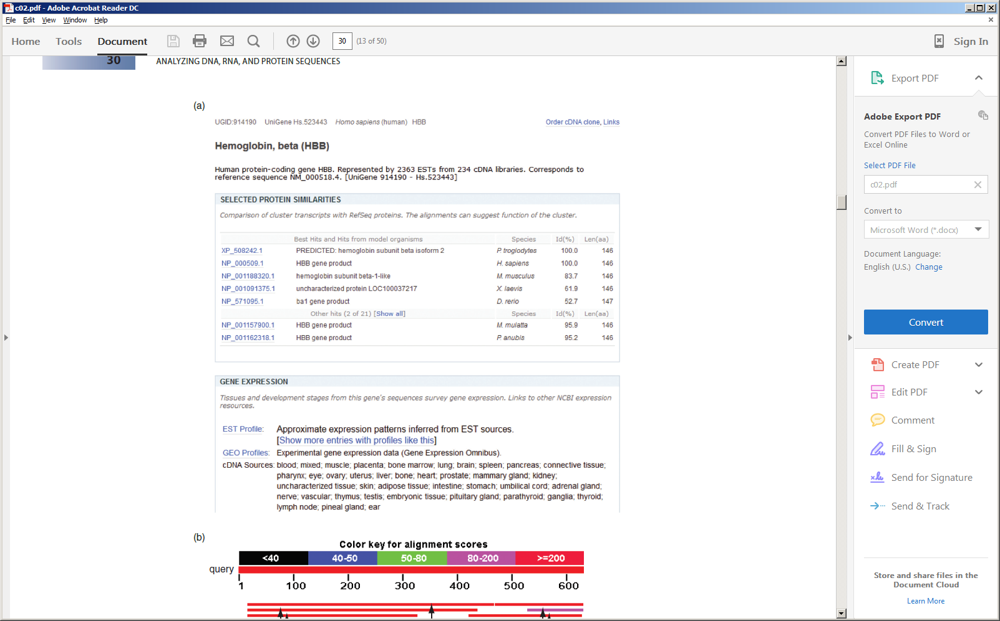 c02.pdf - Adobe Acrobat Reader DC
File Edit View Window Help
Home Tools Document 30 (13 of 50) Sign In
30 ANALYZING DNA, RNA, AND PROTEIN SEQUENCES
(a)
UGID:914190 UniGene Hs.523443 Homo sapiens (human) HBB Order cDNA clone, Links
Hemoglobin, beta (HBB)
Human protein-coding gene HBB. Represented by 2363 ESTs from 234 cDNA libraries. Corresponds to
reference sequence NM_000518.4. [UniGene 914190 - Hs.523443]
SELECTED PROTEIN SIMILARITIES
Comparison of cluster transcripts with RefSeq proteins. The alignments can suggest function of the cluster.
Best Hits and Hits from model organisms Species Id(%) Len(aa)
XP_508242.1 PREDICTED: hemoglobin subunit beta isoform 2 P. troglodytes 100.0 146
NP_000509.1 HBB gene product H. sapiens 100.0 146
NP_001188320.1 hemoglobin subunit beta-1-like M. musculus 83.7 146
NP_001091375.1 uncharacterized protein LOC100037217 X. laevis 61.9 146
NP_571095.1 ba1 gene product D. rerio 52.7 147
Other hits (2 of 21) [Show all] Species Id(%) Len(aa)
NP_001157900.1 HBB gene product M. mulatta 95.9 146
NP_001162318.1 HBB gene product P. anubis 95.2 146
GENE EXPRESSION
Tissues and development stages from this gene's sequences survey gene expression. Links to other NCBI expression
resources.
EST Profile: Approximate expression patterns inferred from EST sources.
[Show more entries with profiles like this]
GEO Profiles: Experimental gene expression data (Gene Expression Omnibus).
cDNA Sources: blood; mixed; muscle; placenta; bone marrow; lung; brain; spleen; pancreas; connective tissue;
pharynx; eye; ovary; uterus; liver; bone; heart; prostate; mammary gland; kidney;
uncharacterized tissue; skin; adipose tissue; intestine; stomach; umbilical cord; adrenal gland;
nerve; vascular; thymus; testis; embryonic tissue; pituitary gland; parathyroid; ganglia; thyroid;
lymph node; pineal gland; ear
(b)
Color key for alignment scores
<40 40-50 50-80 80-200 >=200
query
1 100 200 300 400 500 600
Export PDF
Adobe Export PDF
Convert PDF Files to Word or
Excel Online
Select PDF File
c02.pdf
Convert to
Microsoft Word (*.docx)
Document Language:
English (U.S.) Change
Convert
Create PDF
Edit PDF
Comment
Fill & Sign
Send for Signature
Send & Track
Store and share files in the
Document Cloud
Learn More